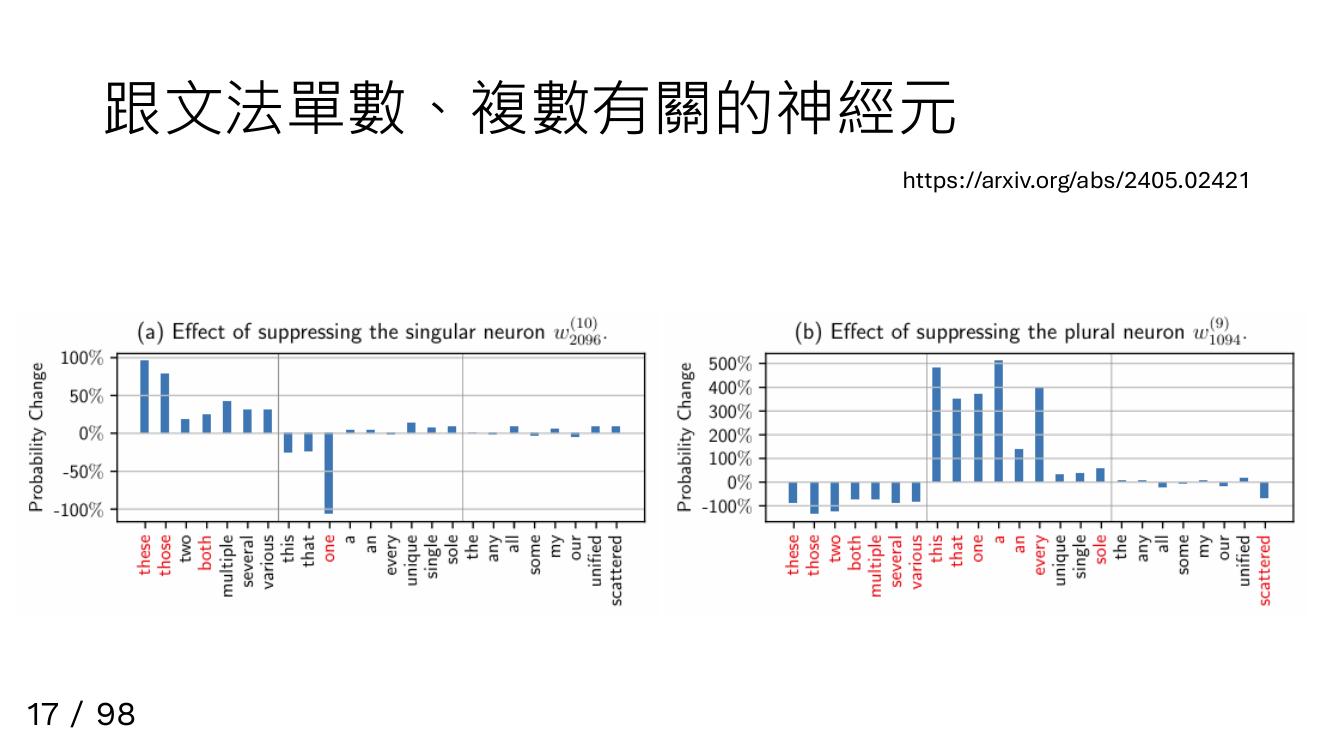 跟文法單數、複數有關的神經元
https://arxiv.org/abs/2405.02421
(a) Effect of suppressing the singular neuron $w_{2096}^{(10)}$.
Probability Change
100%
50%
0%
-50%
-100%
these
those
two
both
multiple
several
various
this
that
one
a
an
every
unique
single
sole
the
any
all
some
my
our
unified
scattered
(b) Effect of suppressing the plural neuron $w_{1094}^{(9)}$.
Probability Change
500%
400%
300%
200%
100%
0%
-100%
these
those
two
both
multiple
several
various
this
that
one
a
an
every
unique
single
sole
the
any
all
some
my
our
unified
scattered
17 / 98